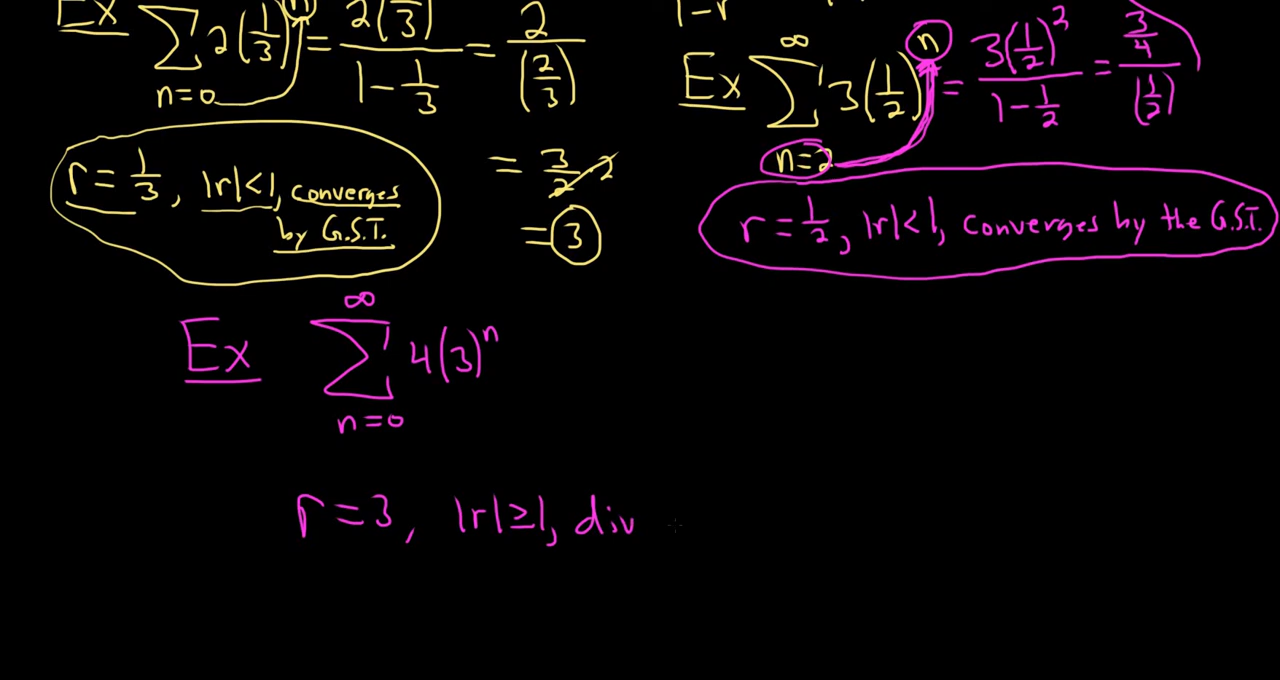 Ex ∑ 2(1/3)^n = 2(1/3) / (1 - 1/3) = 2 / (2/3)
n=0
r = 1/3, |r|<1, converges
by G.S.T.
= 3/2 · 2
= 3
1-r
∞
Ex ∑ 3(1/2)^n = 3(1/2)^2 / (1 - 1/2) = (3/4) / (1/2)
n=2
r = 1/2, |r|<1, converges by the G.S.T.
∞
Ex ∑ 4(3)^n
n=0
r = 3, |r|≥1, div